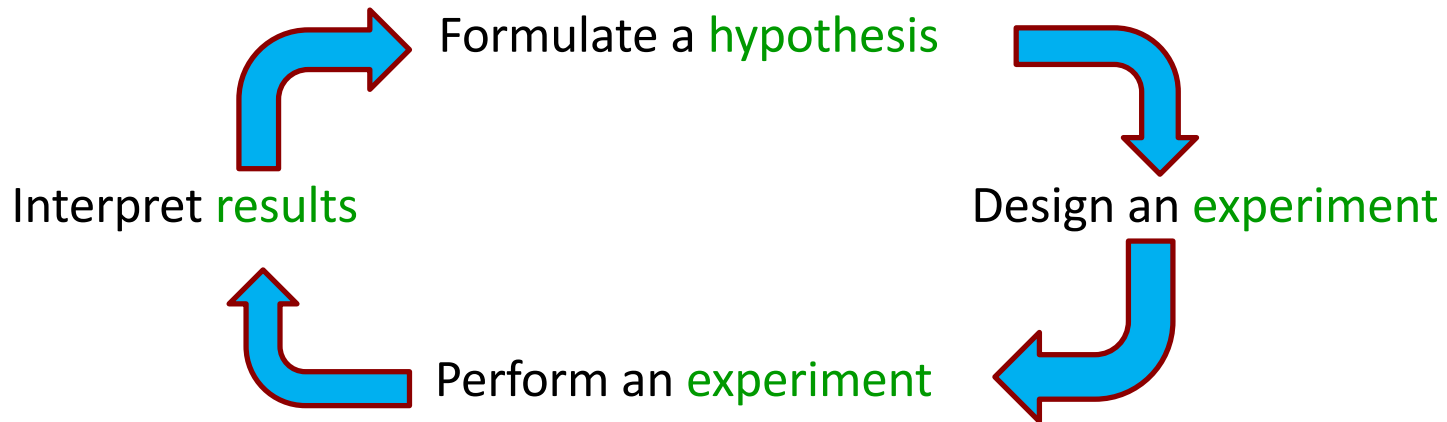 Formulate a hypothesis
Interpret results
Design an experiment
Perform an experiment